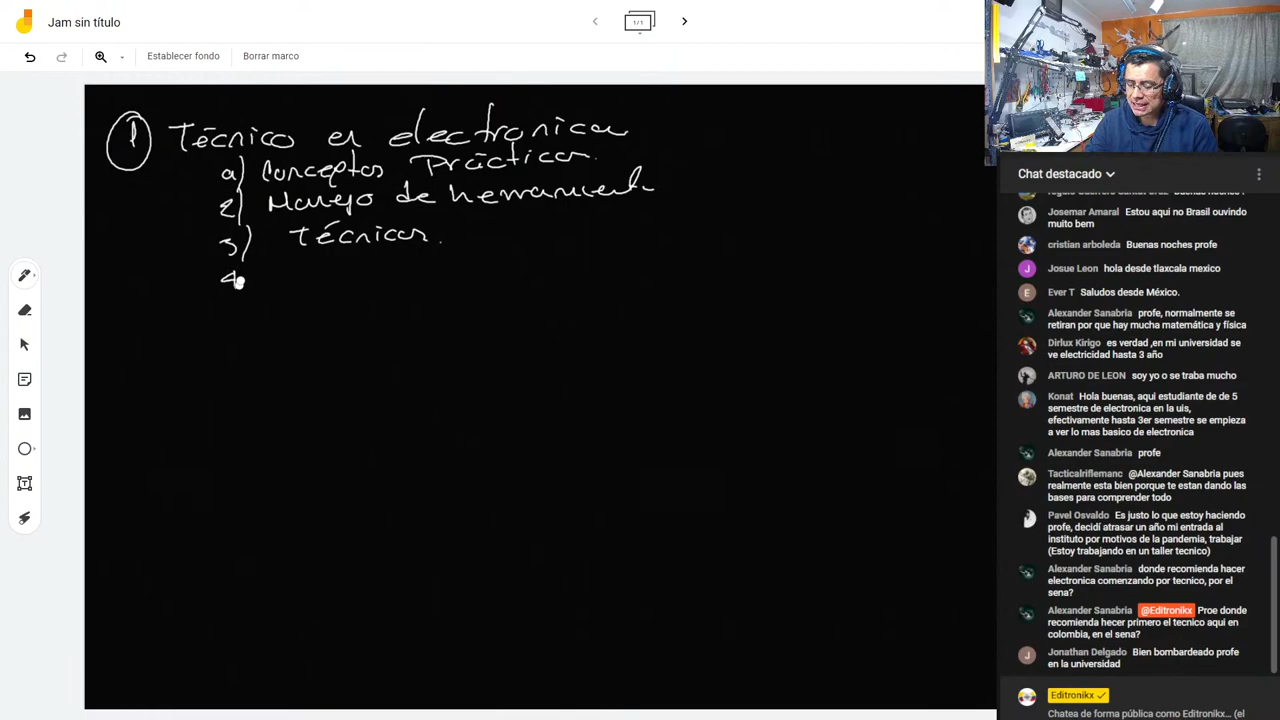 Jam sin título
1/1
Establecer fondo
Borrar marco
1 Técnico en electronica
a) Conceptos Prácticos.
2) Manejo de herramienta
3) Técnicas.
4
Chat destacado
Josemar Amaral Estou aqui no Brasil ouvindo
muito bem
cristian arboleda Buenas noches profe
Josue Leon hola desde tlaxcala mexico
Ever T Saludos desde México.
Alexander Sanabria profe, normalmente se
retiran por que hay mucha matemática y física
Dirlux Kirigo es verdad ,en mi universidad se
ve electricidad hasta 3 año
ARTURO DE LEON soy yo o se traba mucho
Konat Hola buenas, aqui estudiante de de 5
semestre de electronica en la uis,
efectivamente hasta 3er semestre se empieza
a ver lo mas basico de electronica
Alexander Sanabria profe
Tacticalriflemanc @Alexander Sanabria pues
realmente esta bien porque te estan dando las
bases para comprender todo
Pavel Osvaldo Es justo lo que estoy haciendo
profe, decidí atrasar un año mi entrada al
instituto por motivos de la pandemia, trabajar
(Estoy trabajando en un taller tecnico)
Alexander Sanabria donde recomienda hacer
electronica comenzando por tecnico, por el
sena?
Alexander Sanabria @Editronikx Proe donde
recomienda hacer primero el tecnico aqui en
colombia, en el sena?
Jonathan Delgado Bien bombardeado profe
en la universidad
Editronikx
Chatea de forma pública como Editronikx... (el